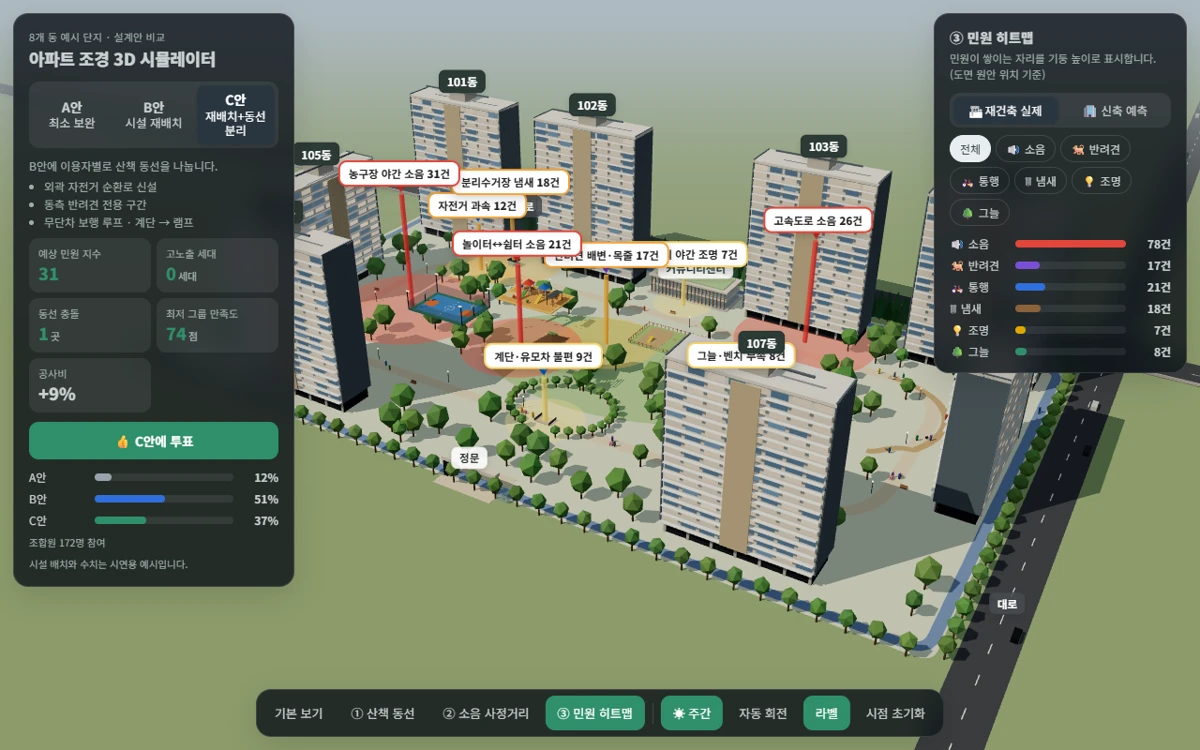 8개 동 예시 단지 · 설계안 비교
아파트 조경 3D 시뮬레이터
A안
최소 보완
B안
시설 재배치
C안
재배치+동선
분리
B안에 이용자별로 산책 동선을 나눕니다.
• 외곽 자전거 순환로 신설
• 동측 반려견 전용 구간
• 무단차 보행 루프 · 계단 → 램프
예상 민원 지수
31
고노출 세대
0 세대
동선 충돌
1 곳
최저 그룹 만족도
74 점
공사비
+9%
👍 C안에 투표
A안 12%
B안 51%
C안 37%
조합원 172명 참여
시설 배치와 수치는 시연용 예시입니다.
101동
102동
103동
105동
농구장 야간 소음 31건
분리수거장 냄새 18건
자전거 과속 12건
고속도로 소음 26건
놀이터↔쉼터 소음 21건
배변·목줄 17건
야간 조명 7건
커뮤니티센터
107동
계단·유모차 불편 9건
그늘·벤치 부족 8건
정문
대로
③ 민원 히트맵
민원이 쌓이는 자리를 기둥 높이로 표시합니다.
(도면 원안 위치 기준)
재건축 실제
신축 예측
전체
소음
반려견
통행
냄새
조명
그늘
소음 78건
반려견 17건
통행 21건
냄새 18건
조명 7건
그늘 8건
기본 보기
① 산책 동선
② 소음 사정거리
③ 민원 히트맵
☀ 주간
자동 회전
라벨
시점 초기화